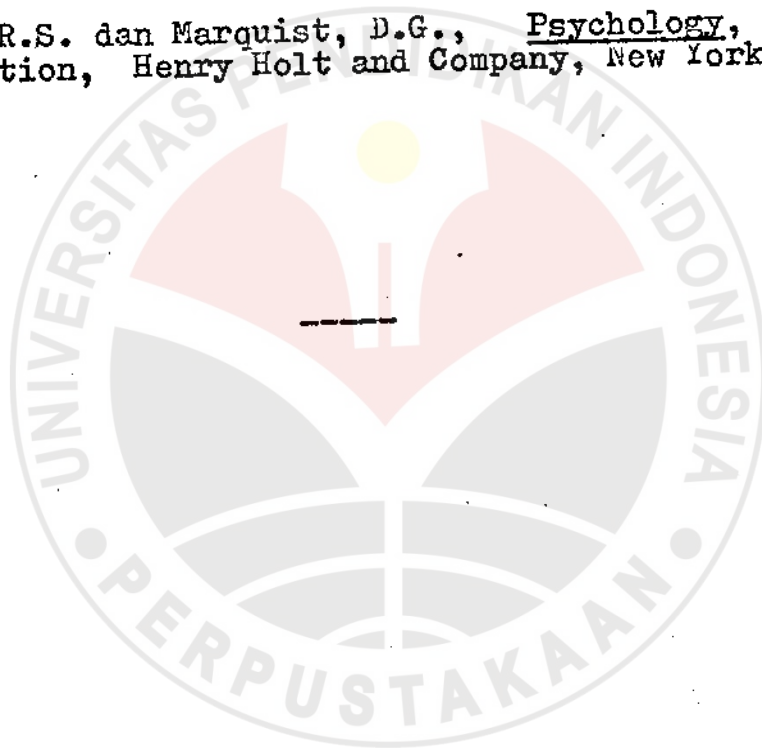 R.S. dan Marquist, D.G., Psychology,
tion, Henry Holt and Company, New York
UNIVERSITAS PENDIDIKAN INDONESIA
PERPUSTAKAAN